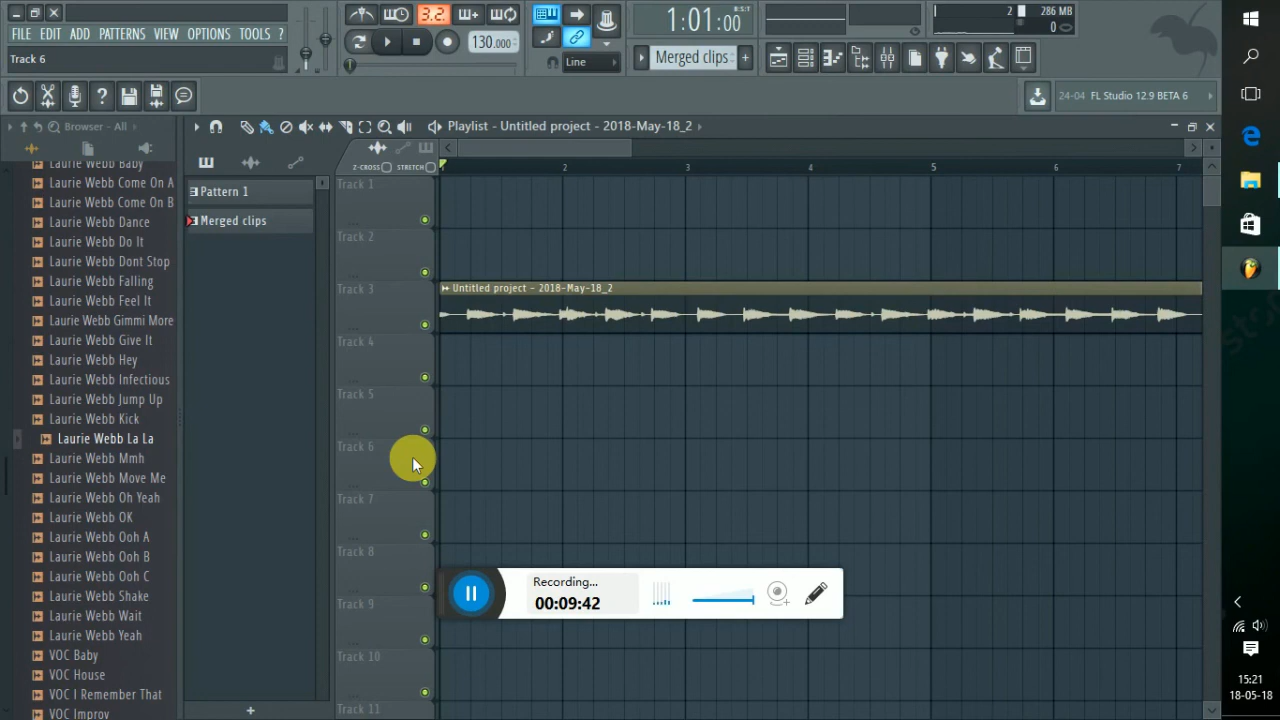 FILE EDIT ADD PATTERNS VIEW OPTIONS TOOLS ?
Track 6
3.2.
130.000
1:01:00
B:S:T
2
286 MB
0
Line
Merged clips
24-04 FL Studio 12.9 BETA 6
Browser - All
Playlist - Untitled project - 2018-May-18_2
Z-CROSS
STRETCH
2
3
4
5
6
7
Laurie Webb Baby
Laurie Webb Come On A
Laurie Webb Come On B
Laurie Webb Dance
Laurie Webb Do It
Laurie Webb Dont Stop
Laurie Webb Falling
Laurie Webb Feel It
Laurie Webb Gimmi More
Laurie Webb Give It
Laurie Webb Hey
Laurie Webb Infectious
Laurie Webb Jump Up
Laurie Webb Kick
Laurie Webb La La
Laurie Webb Mmh
Laurie Webb Move Me
Laurie Webb Oh Yeah
Laurie Webb OK
Laurie Webb Ooh A
Laurie Webb Ooh B
Laurie Webb Ooh C
Laurie Webb Shake
Laurie Webb Wait
Laurie Webb Yeah
VOC Baby
VOC House
VOC I Remember That
VOC Improv
Pattern 1
Merged clips
Track 1
Track 2
Track 3
Untitled project - 2018-May-18_2
Track 4
Track 5
Track 6
Track 7
Track 8
Track 9
Track 10
Track 11
Recording...
00:09:42
15:21
18-05-18